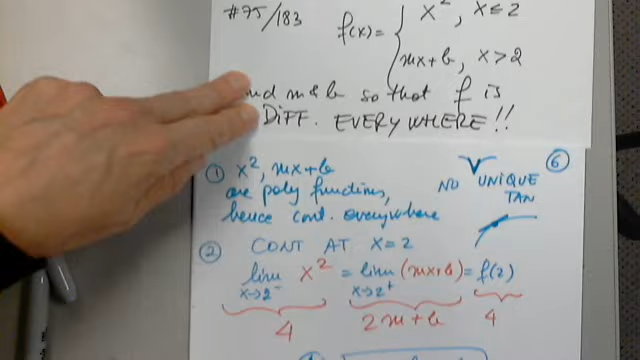 #75/183
f(x)= { x², x≤2
mx+b, x>2
nd m & b so that f is
DIFF. EVERYWHERE!!
① x², mx+b
are poly functions,
hence cont. everywhere
⑥
NO UNIQUE
TAN
② CONT AT x=2
lim x→2⁻ x² = lim x→2⁺ (mx+b) = f(2)
4 2m+b 4